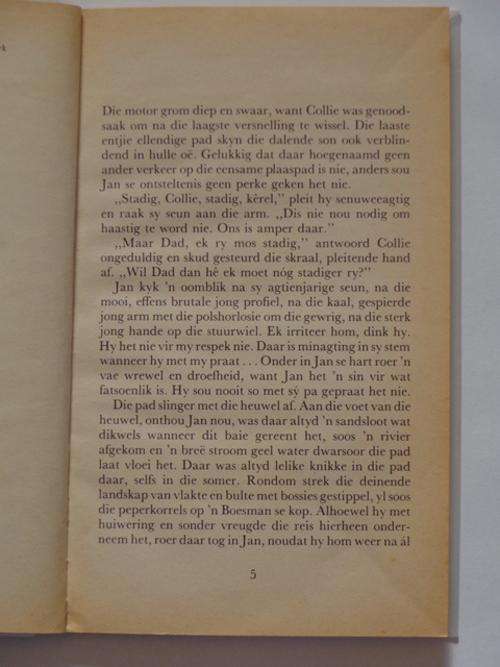 Die motor grom diep en swaar, want Collie was genood-
saak om na die laagste versnelling te wissel. Die laaste
entjie ellendige pad skyn die dalende son ook verblin-
dend in hulle oë. Gelukkig dat daar hoegenaamd geen
ander verkeer op die eensame plaaspad is nie, anders sou
Jan se ontsteltenis geen perke geken het nie.
,,Stadig, Collie, stadig, kêrel,” pleit hy senuweeagtig
en raak sy seun aan die arm. ,,Dis nie nou nodig om
haastig te word nie. Ons is amper daar.”
,,Maar Dad, ek ry mos stadig,” antwoord Collie
ongeduldig en skud gesteurd die skraal, pleitende hand
af. ,,Wil Dad dan hê ek moet nóg stadiger ry?”
Jan kyk 'n oomblik na sy agtienjarige seun, na die
mooi, effens brutale jong profiel, na die kaal, gespierde
jong arm met die polshorlosie om die gewrig, na die sterk
jong hande op die stuurwiel. Ek irriteer hom, dink hy.
Hy het nie vir my respek nie. Daar is minagting in sy stem
wanneer hy met my praat . . . Onder in Jan se hart roer 'n
vae wrewel en droefheid, want Jan het 'n sin vir wat
fatsoenlik is. Hy sou nooit so met sý pa gepraat het nie.
Die pad slinger met die heuwel af. Aan die voet van die
heuwel, onthou Jan nou, was daar altyd 'n sandsloot wat
dikwels wanneer dit baie gereent het, soos 'n rivier
afgekom en 'n breë stroom geel water dwarsoor die pad
laat vloei het. Daar was altyd lelike knikke in die pad
daar, selfs in die somer. Rondom strek die deinende
landskap van vlakte en bulte met bossies gestippel, yl soos
die peperkorrels op 'n Boesman se kop. Alhoewel hy met
huiwering en sonder vreugde die reis hierheen onder-
neem het, roer daar tog in Jan, noudat hy hom weer na ál
5